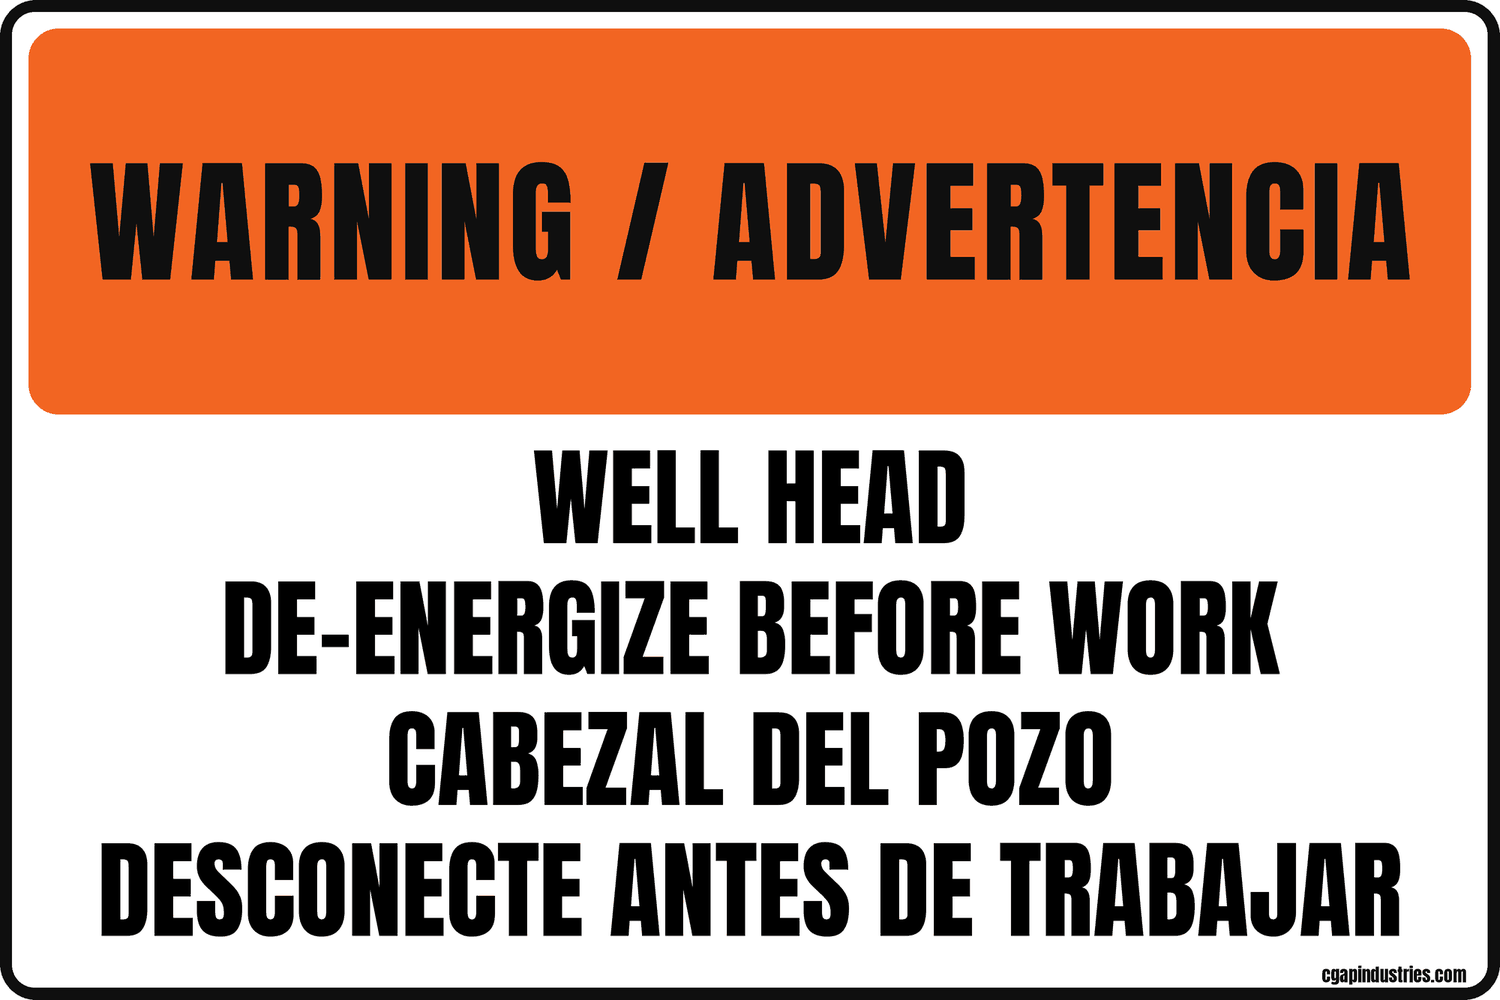 WARNING / ADVERTENCIA
WELL HEAD
DE-ENERGIZE BEFORE WORK
CABEZAL DEL POZO
DESCONECTE ANTES DE TRABAJAR
cgapindustries.com